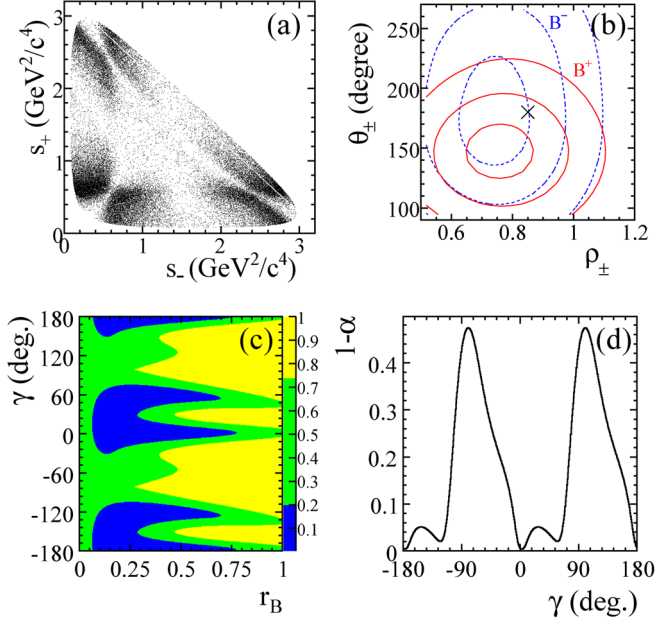 (a)
s₊ (GeV²/c⁴)
3
2
1
0
0 1 2 3
s₋ (GeV²/c⁴)
(b)
B⁻
B⁺
θ± (degree)
250
200
150
100
0.6 0.8 1 1.2
ρ±
(c)
γ (deg.)
180
120
60
0
-60
-120
-180
0 0.25 0.5 0.75 1
r_B
1
0.9
0.8
0.7
0.6
0.5
0.4
0.3
0.2
0.1
(d)
1-α
0.4
0.3
0.2
0.1
0
-180 -90 0 90 180
γ (deg.)